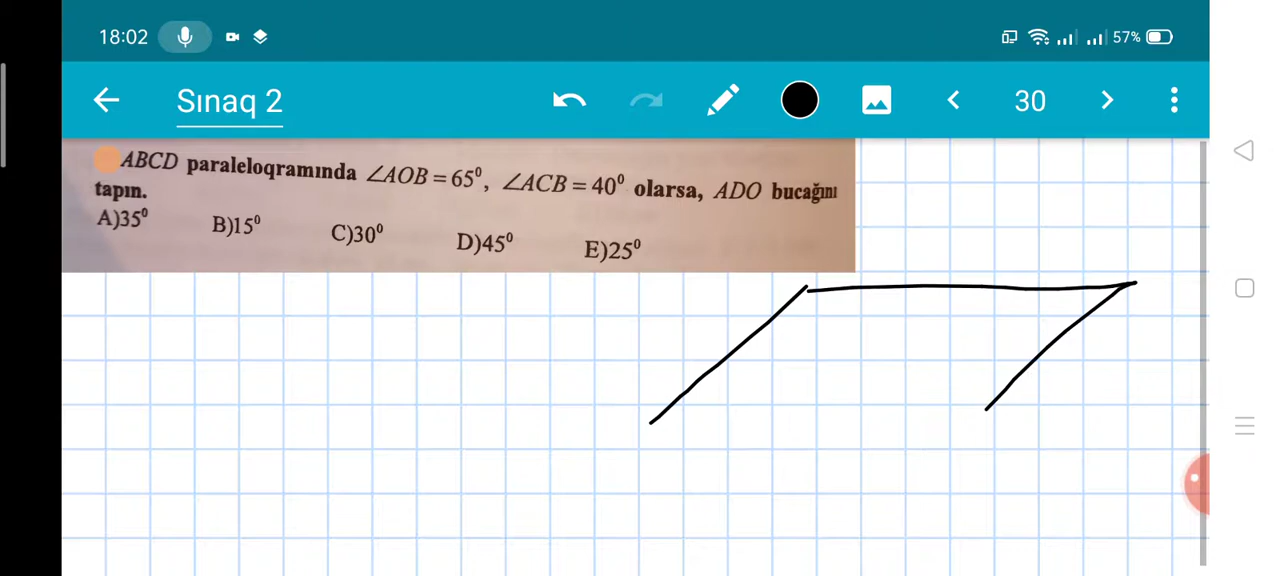 18:02
57%
Sınaq 2
30
ABCD paraleloqramında ∠AOB = 65⁰, ∠ACB = 40⁰ olarsa, ADO bucağını
tapın.
A)35⁰ B)15⁰ C)30⁰ D)45⁰ E)25⁰